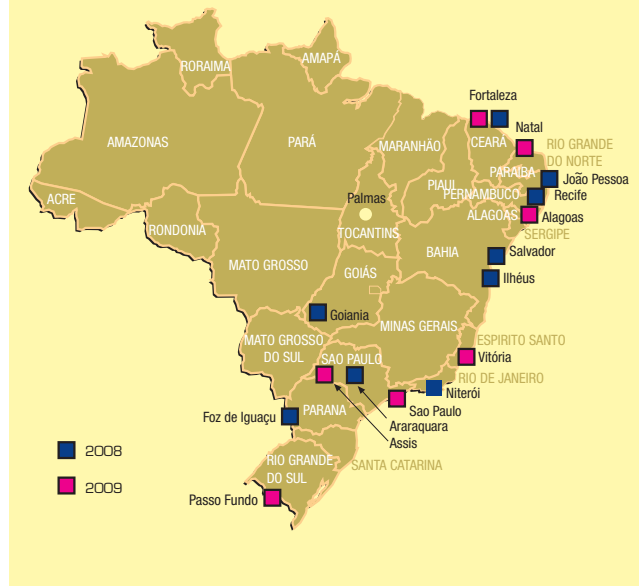 AMAPÁ
RORAIMA
Fortaleza
Natal
AMAZONAS
PARÁ
MARANHÃO
CEARÁ
RIO GRANDE
DO NORTE
PARAÍBA
João Pessoa
PIAUI
PERNAMBUCO
Recife
ACRE
Palmas
ALAGOAS
Alagoas
RONDONIÁ
TOCANTINS
SERGIPE
BAHIA
Salvador
MATO GROSSO
GOIÁS
Ilhéus
Goiania
MINAS GERAIS
MATO GROSSO
DO SUL
ESPIRITO SANTO
SAO PAULO
Vitória
RIO DE JANEIRO
Niterói
PARANA
Sao Paulo
Foz de Iguaçu
Araraquara
Assis
2008
RIO GRANDE
DO SUL
SANTA CATARINA
2009
Passo Fundo